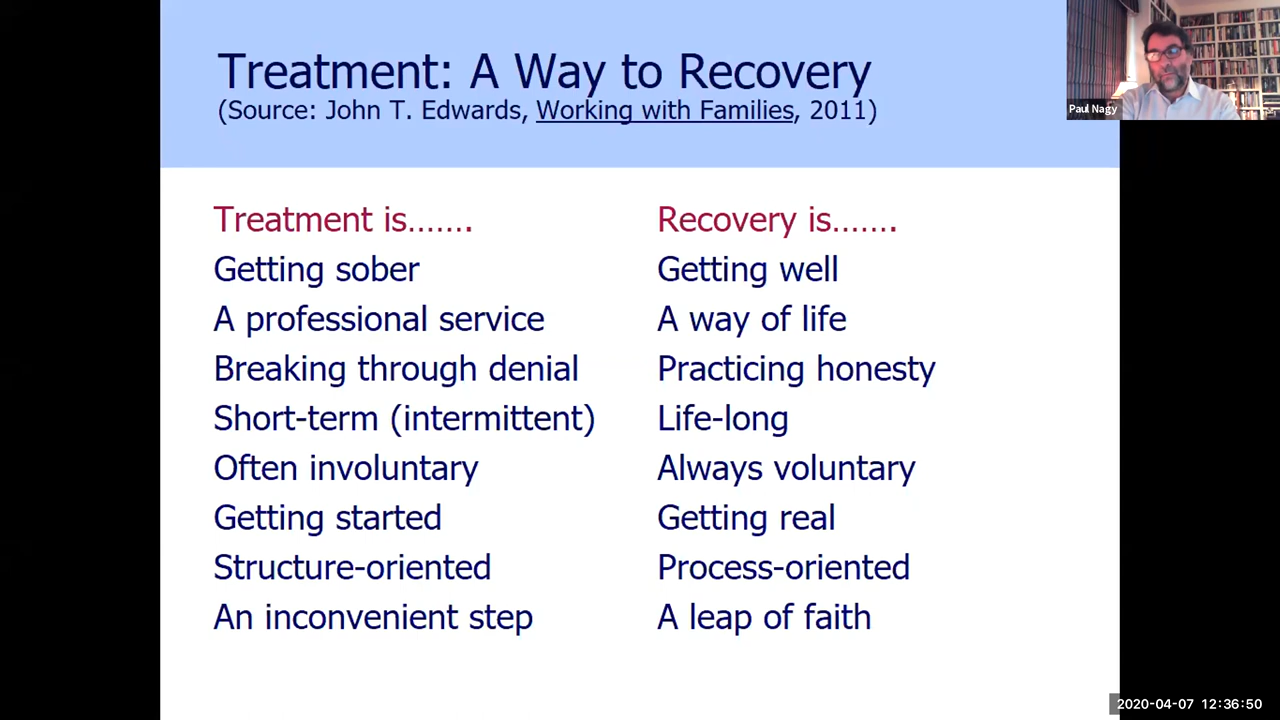 Treatment: A Way to Recovery
(Source: John T. Edwards, Working with Families, 2011)
Paul Nagy
Treatment is.......
Getting sober
A professional service
Breaking through denial
Short-term (intermittent)
Often involuntary
Getting started
Structure-oriented
An inconvenient step
Recovery is.......
Getting well
A way of life
Practicing honesty
Life-long
Always voluntary
Getting real
Process-oriented
A leap of faith
2020-04-07 12:36:50